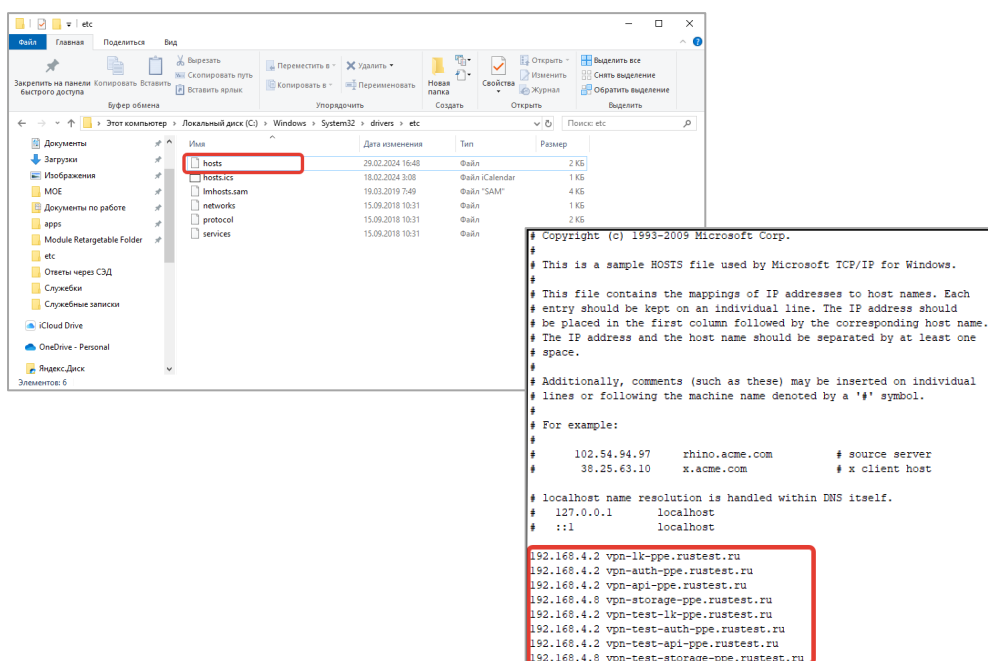 etc
Файл Главная Поделиться Вид
Закрепить на панели быстрого доступа
Копировать
Вставить
Вырезать
Скопировать путь
Вставить ярлык
Буфер обмена
Переместить в
Копировать в
Удалить
Переименовать
Упорядочить
Новая папка
Создать
Свойства
Открыть
Изменить
Журнал
Открыть
Выделить все
Снять выделение
Обратить выделение
Выделить
Этот компьютер › Локальный диск (C:) › Windows › System32 › drivers › etc
Поиск: etc
Документы
Загрузки
Изображения
MOE
Документы по работе
apps
Module Retargetable Folder
etc
Ответы через СЭД
Служебки
Служебные записки
iCloud Drive
OneDrive - Personal
Яндекс.Диск
Элементов: 6
Имя Дата изменения Тип Размер
hosts 29.02.2024 16:48 Файл 2 КБ
hosts.ics 18.02.2024 3:08 Файл iCalendar 1 КБ
lmhosts.sam 19.03.2019 7:49 Файл "SAM" 4 КБ
networks 15.09.2018 10:31 Файл 1 КБ
protocol 15.09.2018 10:31 Файл 2 КБ
services 15.09.2018 10:31 Файл
# Copyright (c) 1993-2009 Microsoft Corp.
#
# This is a sample HOSTS file used by Microsoft TCP/IP for Windows.
#
# This file contains the mappings of IP addresses to host names. Each
# entry should be kept on an individual line. The IP address should
# be placed in the first column followed by the corresponding host name.
# The IP address and the host name should be separated by at least one
# space.
#
# Additionally, comments (such as these) may be inserted on individual
# lines or following the machine name denoted by a '#' symbol.
#
# For example:
#
# 102.54.94.97 rhino.acme.com # source server
# 38.25.63.10 x.acme.com # x client host
# localhost name resolution is handled within DNS itself.
# 127.0.0.1 localhost
# ::1 localhost
192.168.4.2 vpn-lk-ppe.rustest.ru
192.168.4.2 vpn-auth-ppe.rustest.ru
192.168.4.2 vpn-api-ppe.rustest.ru
192.168.4.8 vpn-storage-ppe.rustest.ru
192.168.4.2 vpn-test-lk-ppe.rustest.ru
192.168.4.2 vpn-test-auth-ppe.rustest.ru
192.168.4.2 vpn-test-api-ppe.rustest.ru
192.168.4.8 vpn-test-storage-ppe.rustest.ru